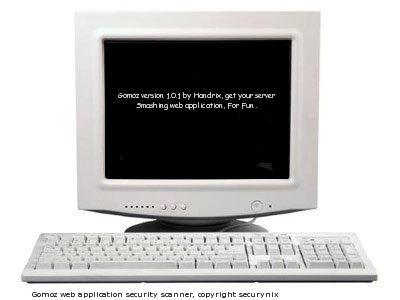 Gomoz version 1.0.1 by Handrix, get your server
Smashing web application, For Fun .
Gomoz web application security scanner, copyright securynix